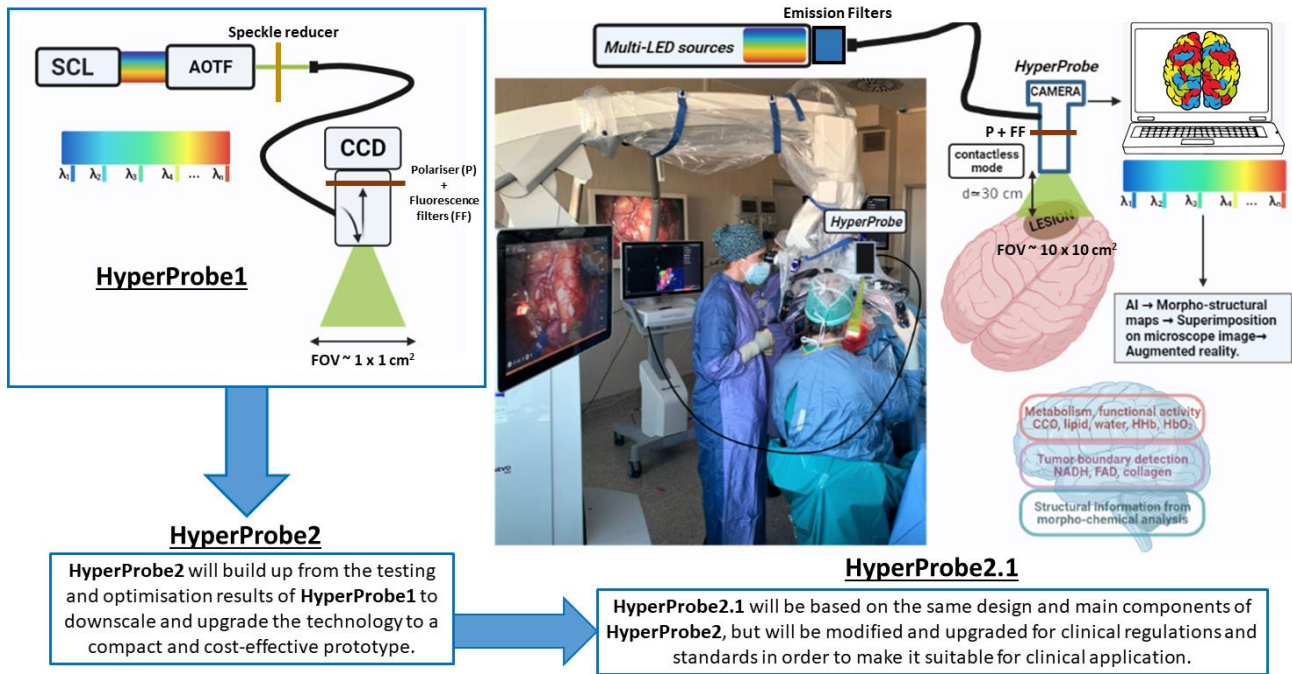 Speckle reducer
SCL
AOTF
λ1 λ2 λ3 λ4 ... λn
CCD
Polariser (P)
+
Fluorescence
filters (FF)
HyperProbe1
FOV ~ 1 x 1 cm²
Emission Filters
Multi-LED sources
HyperProbe
CAMERA
P + FF
contactless
mode
d≃30 cm
LESION
FOV ~ 10 x 10 cm²
λ1 λ2 λ3 λ4 ... λn
HyperProbe
AI → Morpho-structural
maps → Superimposition
on microscope image→
Augmented reality.
Metabolism, functional activity
CCO, lipid, water, HHb, HbO₂
Tumor boundary detection
NADH, FAD, collagen
Structural information from
morpho-chemical analysis
HyperProbe2
HyperProbe2 will build up from the testing
and optimisation results of HyperProbe1 to
downscale and upgrade the technology to a
compact and cost-effective prototype.
HyperProbe2.1
HyperProbe2.1 will be based on the same design and main components of
HyperProbe2, but will be modified and upgraded for clinical regulations and
standards in order to make it suitable for clinical application.